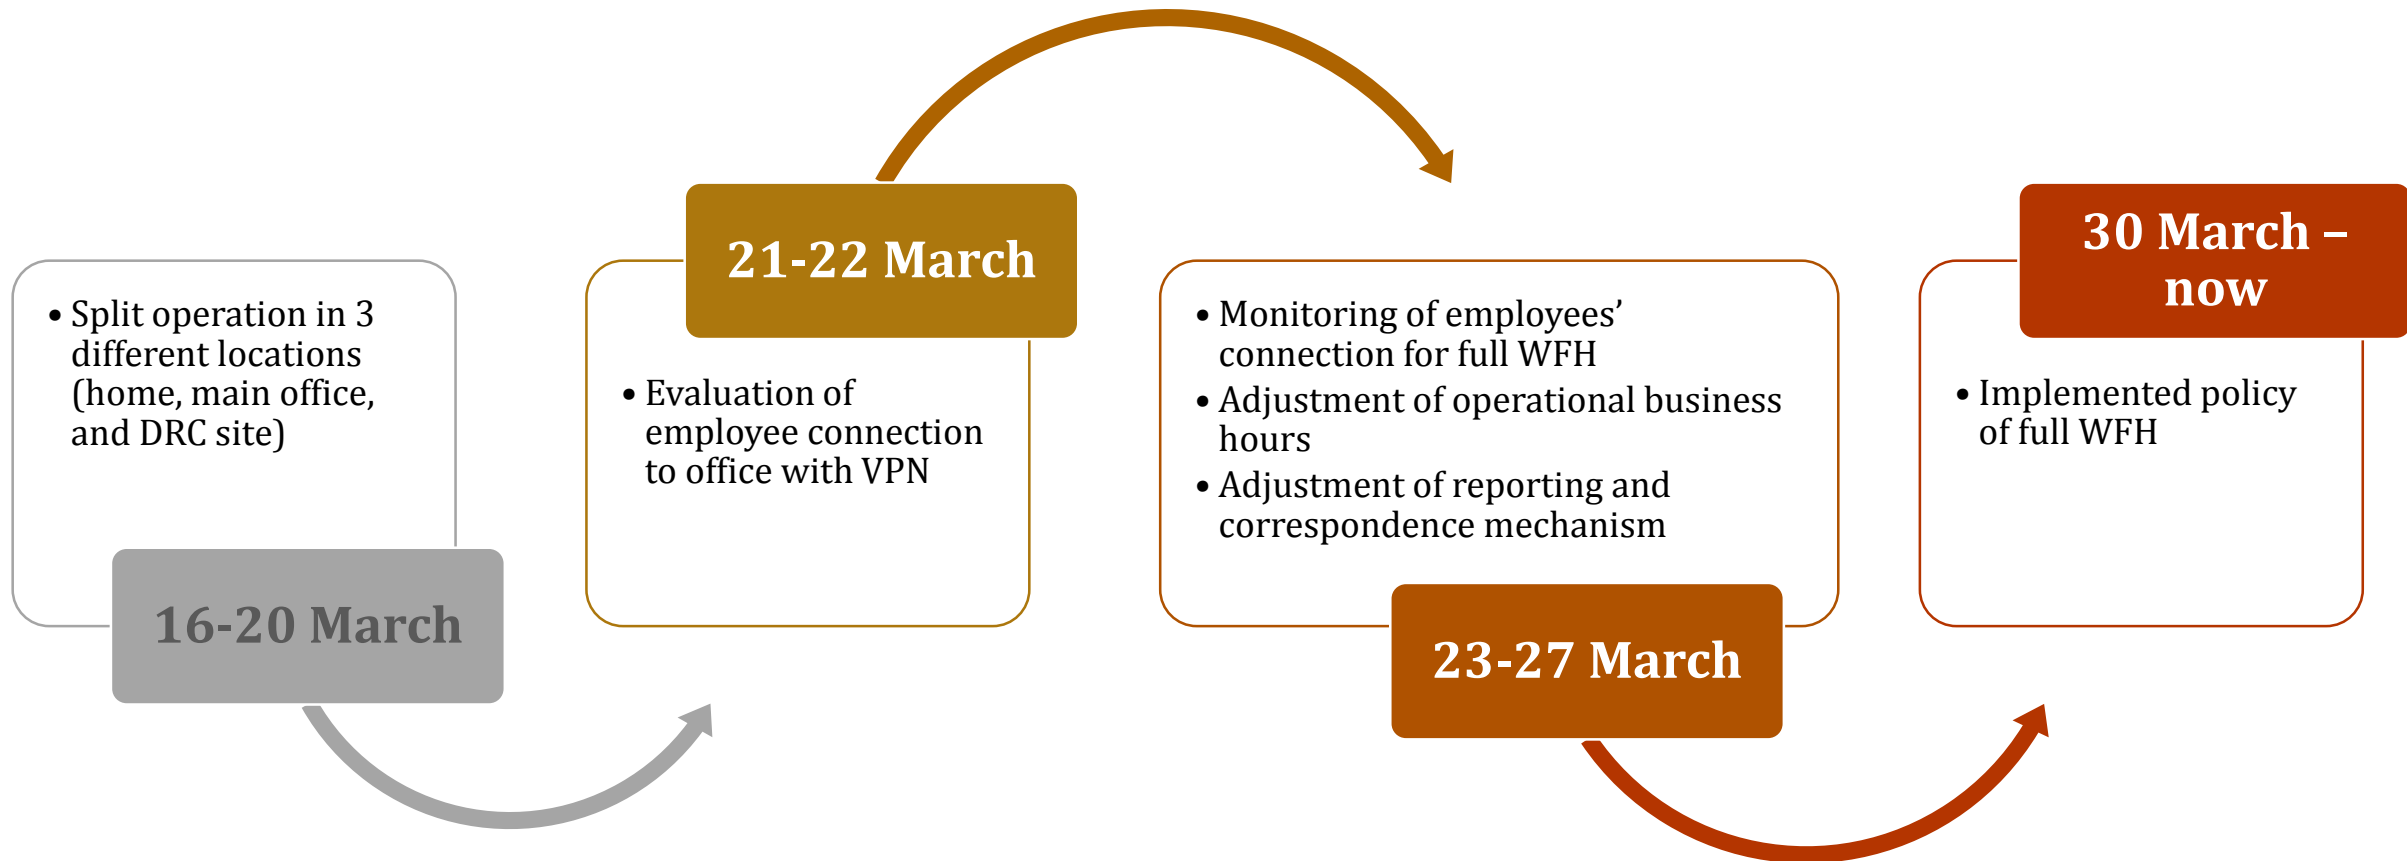 • Split operation in 3
different locations
(home, main office,
and DRC site)
16-20 March
21-22 March
• Evaluation of
employee connection
to office with VPN
• Monitoring of employees’
connection for full WFH
• Adjustment of operational business
hours
• Adjustment of reporting and
correspondence mechanism
23-27 March
30 March –
now
• Implemented policy
of full WFH